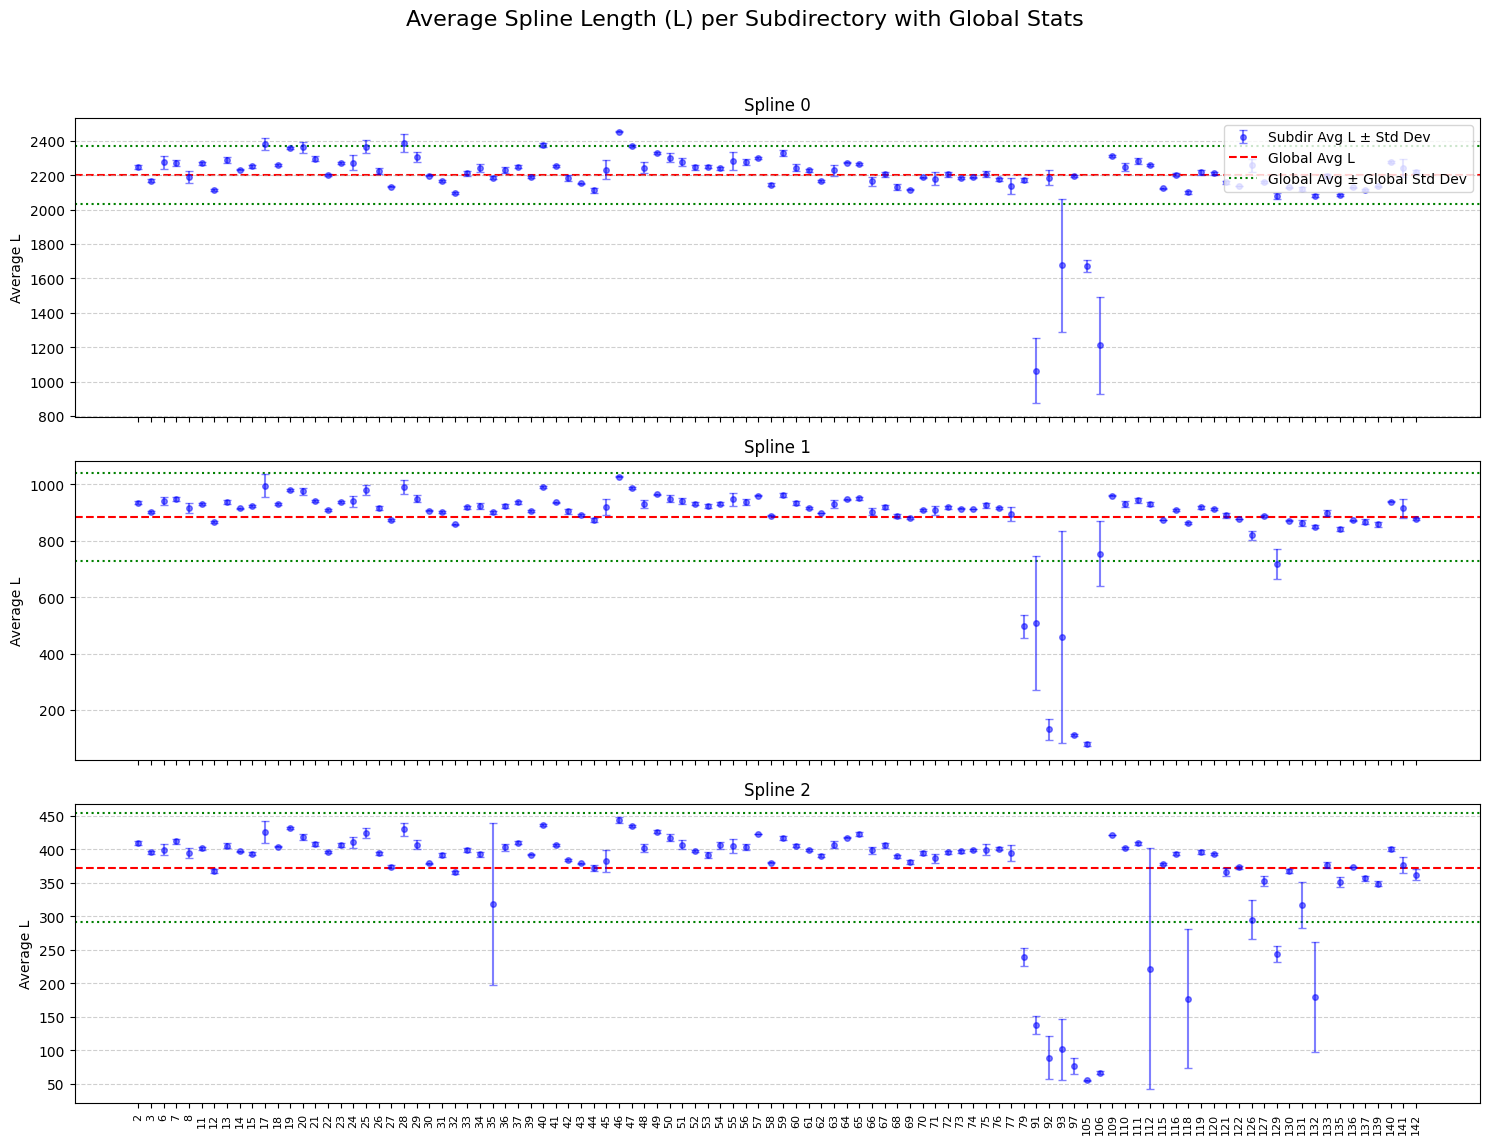 Average Spline Length (L) per Subdirectory with Global Stats
Spline 0
Average L
2400
2200
2000
1800
1600
1400
1200
1000
800
Subdir Avg L ± Std Dev
Global Avg L
Global Avg ± Global Std Dev
Spline 1
Average L
1000
800
600
400
200
Spline 2
Average L
450
400
350
300
250
200
150
100
50
2 3 6 7 8 11 12 13 14 15 17 18 19 20 21 22 23 24 25 26 27 28 29 30 31 32 33 34 35 36 37 39 40 41 42 43 44 45 46 47 48 49 50 51 52 53 54 55 56 57 58 59 60 61 62 63 64 65 66 67 68 69 70 71 72 73 74 75 76 77 79 91 92 93 97 105 106 109 110 111 112 115 116 118 119 120 121 122 126 127 129 130 131 132 133 135 136 137 139 140 141 142